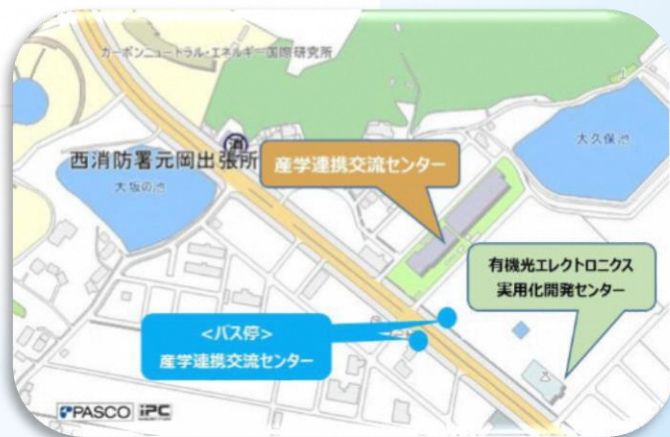 カーボンニュートラル・エネルギー国際研究所
消
西消防署元岡出張所
大坂の池
産学連携交流センター
大久保池
有機光エレクトロニクス
実用化開発センター
<バス停>
産学連携交流センター
PASCO iPC